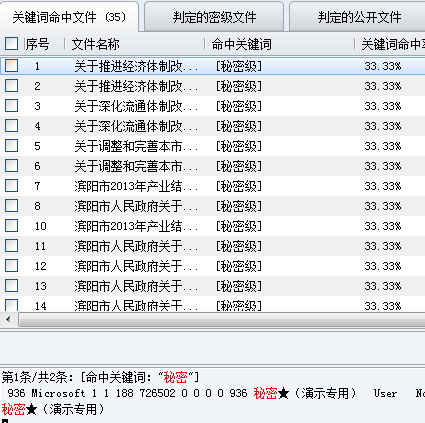 关键词命中文件 (35) 判定的密级文件 判定的公开文件
序号 文件名称 命中关键词 关键词命中率
1 关于推进经济体制改... [秘密级] 33.33%
2 关于推进经济体制改... [秘密级] 33.33%
3 关于深化流通体制改... [秘密级] 33.33%
4 关于深化流通体制改... [秘密级] 33.33%
5 关于调整和完善本市... [秘密级] 33.33%
6 关于调整和完善本市... [秘密级] 33.33%
7 滨阳市2013年产业结... [秘密级] 33.33%
8 滨阳市人民政府关于... [秘密级] 33.33%
10 滨阳市2013年产业结... [秘密级] 33.33%
11 滨阳市人民政府关于... [秘密级] 33.33%
12 滨阳市人民政府关于... [秘密级] 33.33%
13 滨阳市人民政府关于... [秘密级] 33.33%
14 滨阳市人民政府关于... [秘密级] 33.33%
第1条/共2条: [命中关键词: "秘密"]
936 Microsoft 1 1 188 726502 0 0 0 0 936 秘密★（演示专用） User No
秘密★（演示专用）